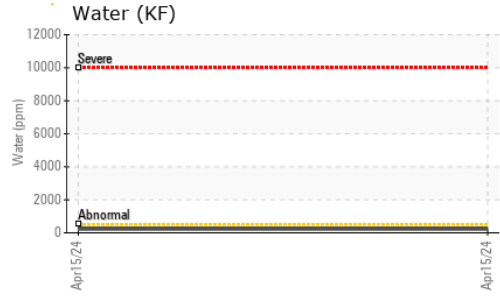 Water (KF)
12000
10000
8000
6000
4000
2000
0
Water (ppm)
Severe
Abnormal
Apr15/24
Apr15/24